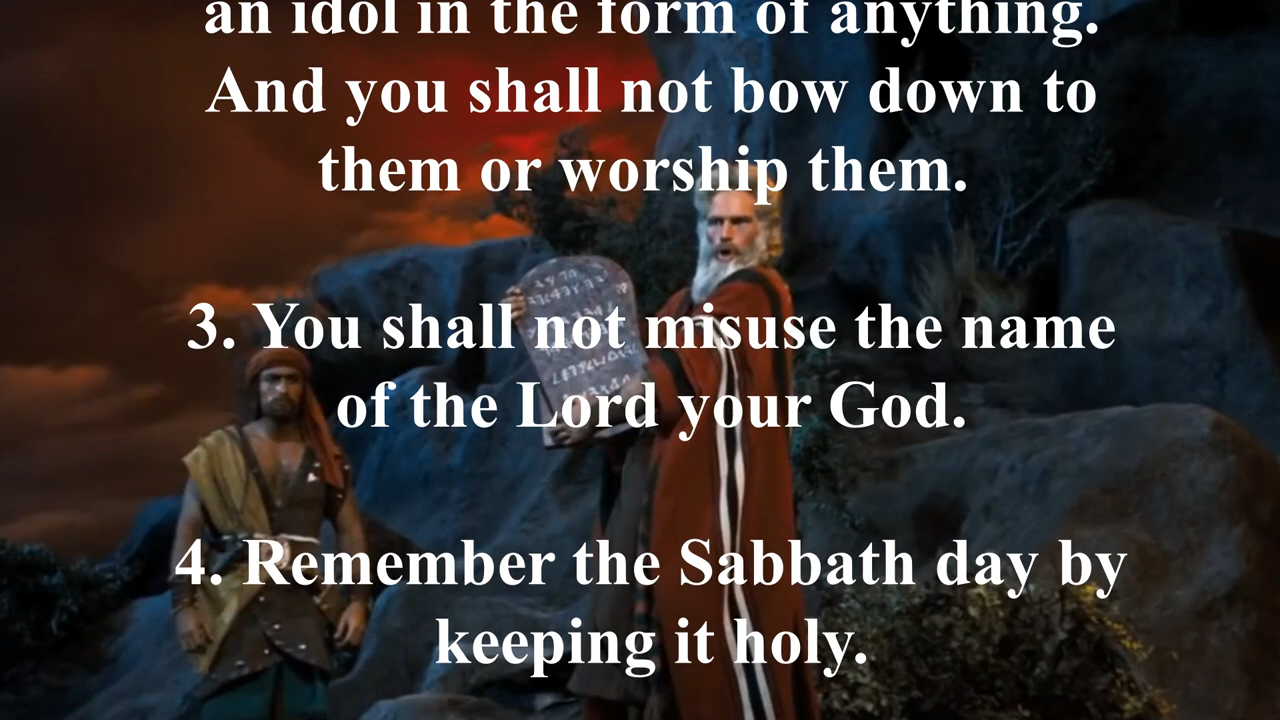 an idol in the form of anything.
And you shall not bow down to
them or worship them.
3. You shall not misuse the name
of the Lord your God.
4. Remember the Sabbath day by
keeping it holy.